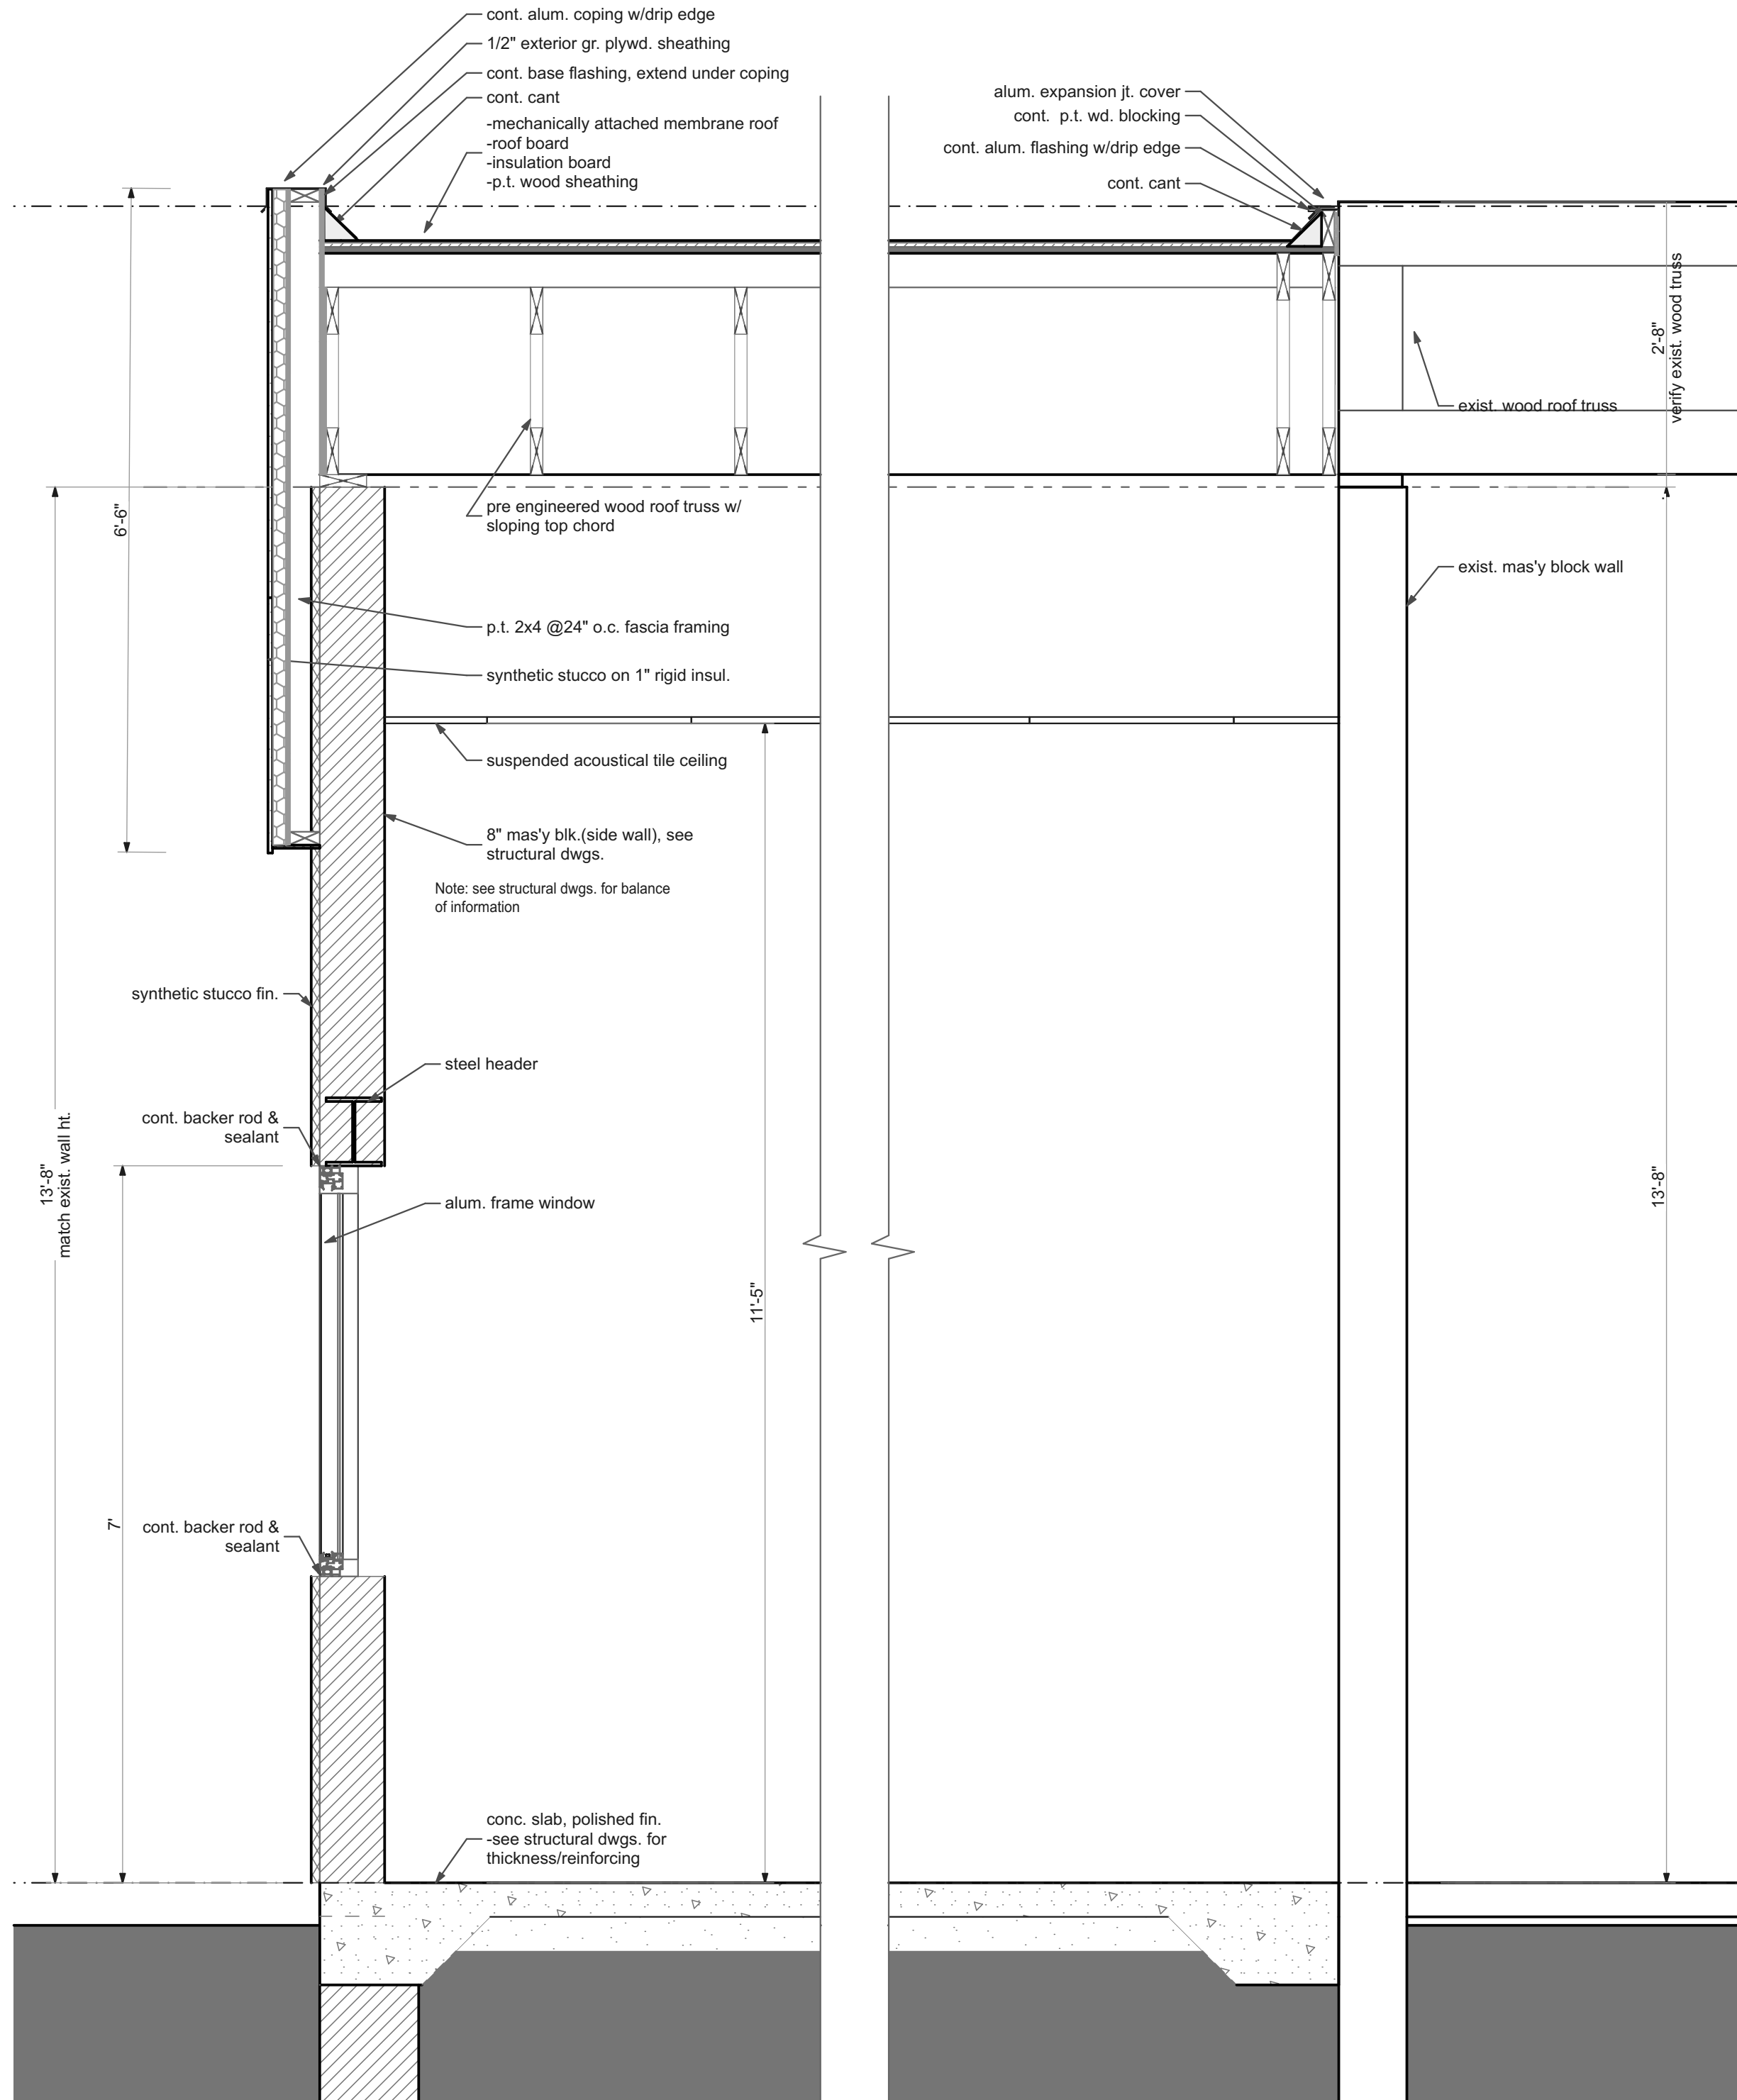 cont. alum. coping w/drip edge
1/2" exterior gr. plywd. sheathing
cont. base flashing, extend under coping
cont. cant
-mechanically attached membrane roof
-roof board
-insulation board
-p.t. wood sheathing
alum. expansion jt. cover
cont. p.t. wd. blocking
cont. alum. flashing w/drip edge
cont. cant
2'-8"
verify exist. wood truss
exist. wood roof truss
6'-6"
pre engineered wood roof truss w/
sloping top chord
exist. mas'y block wall
p.t. 2x4 @24" o.c. fascia framing
synthetic stucco on 1" rigid insul.
suspended acoustical tile ceiling
8" mas'y blk.(side wall), see
structural dwgs.
Note: see structural dwgs. for balance
of information
synthetic stucco fin.
steel header
cont. backer rod &
sealant
13'-8"
match exist. wall ht.
alum. frame window
13'-8"
11'-5"
7'
cont. backer rod &
sealant
conc. slab, polished fin.
-see structural dwgs. for
thickness/reinforcing